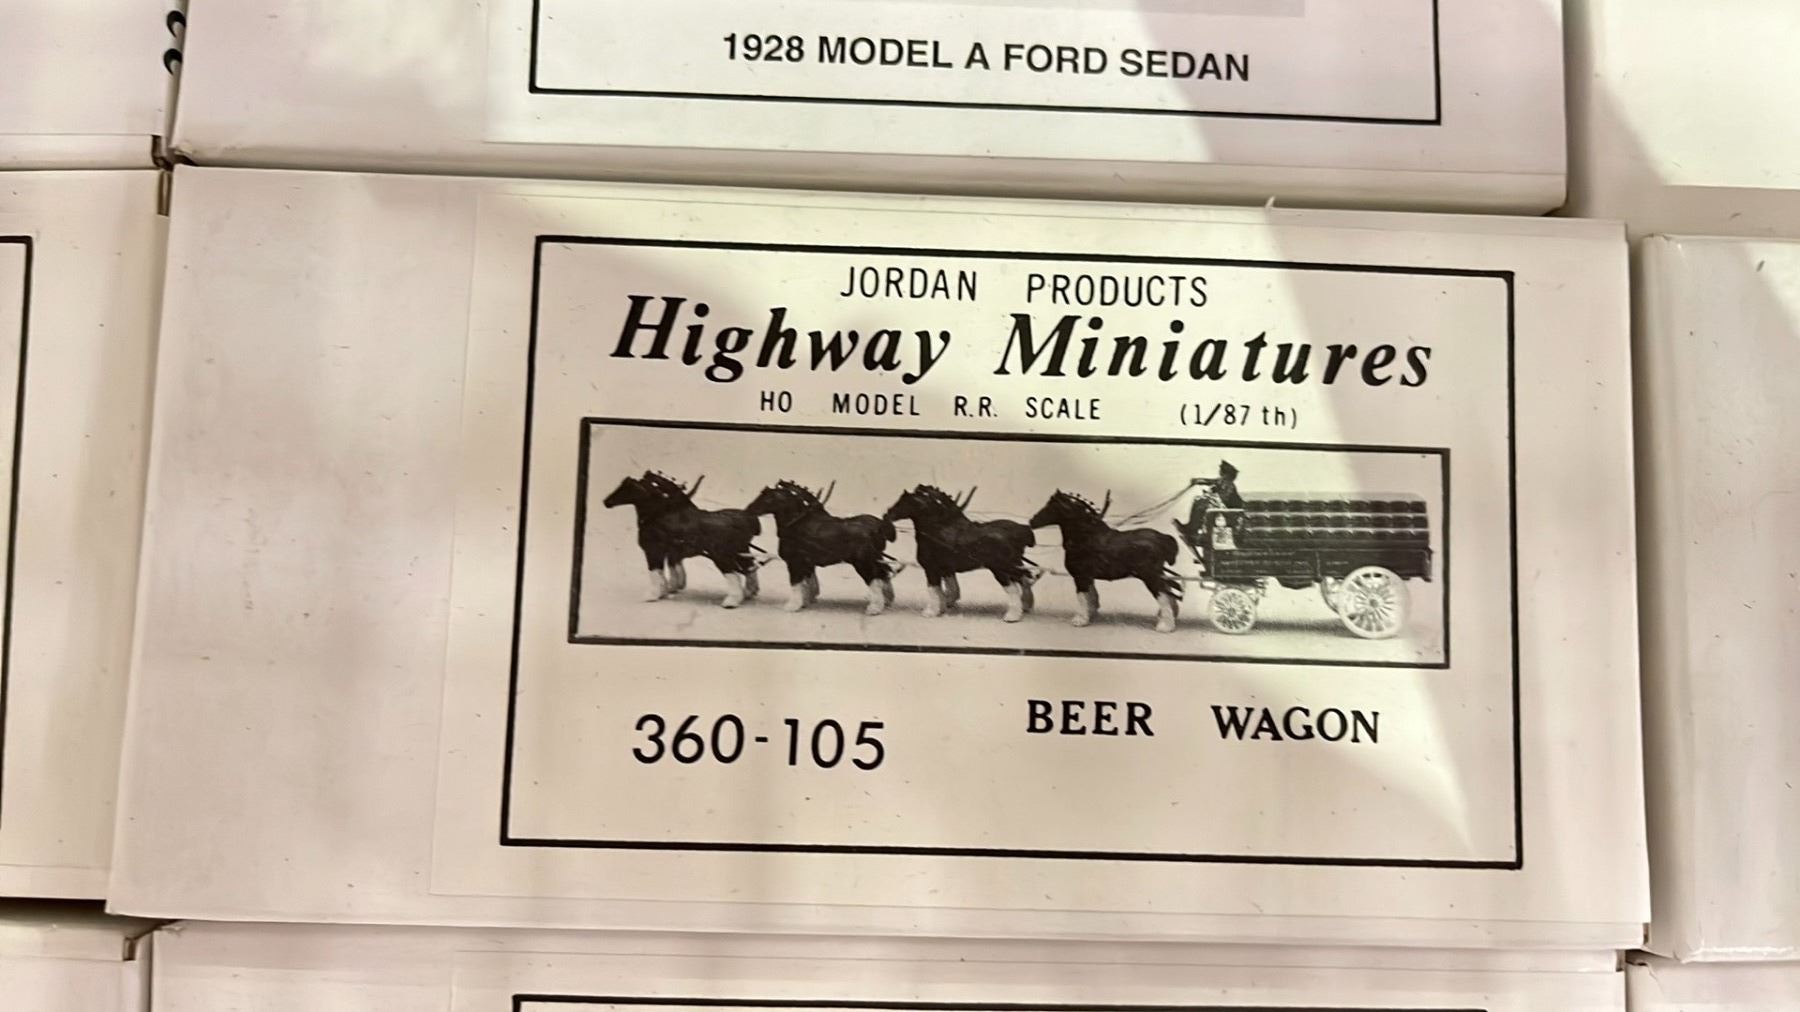 1928 MODEL A FORD SEDAN
JORDAN PRODUCTS
Highway Miniatures
HO MODEL R.R. SCALE (1/87 th)
360-105 BEER WAGON